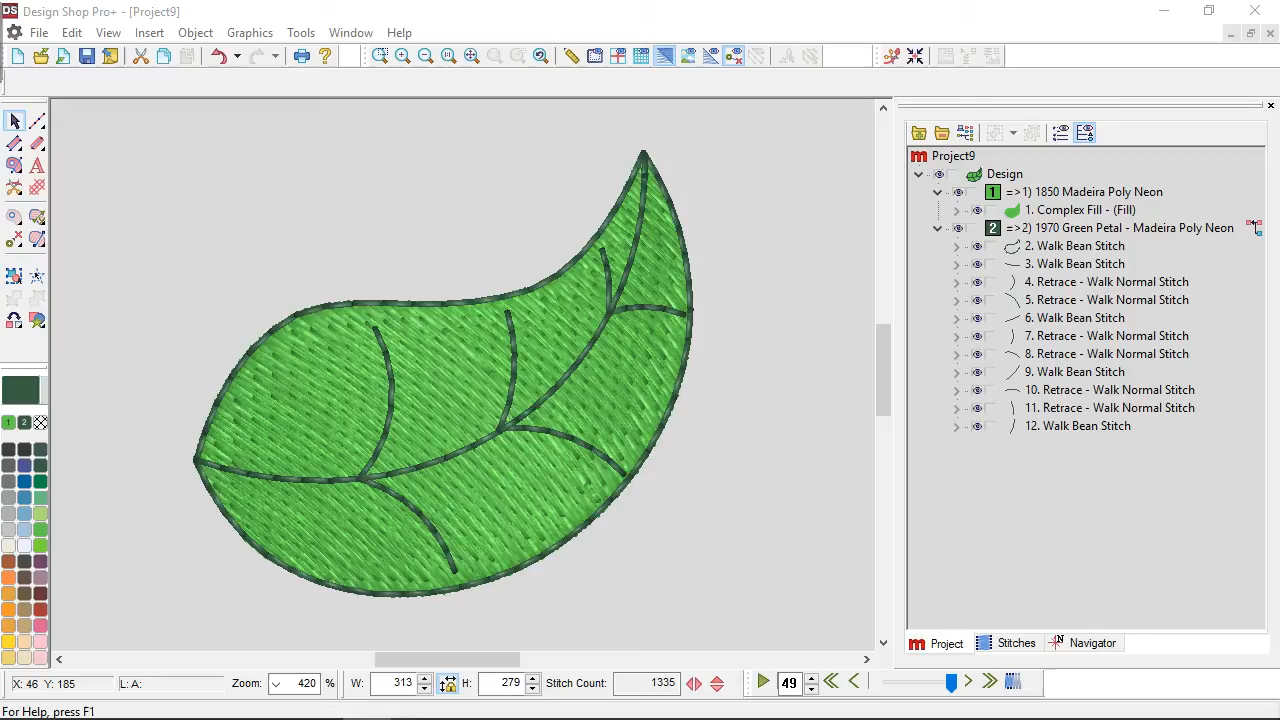 DS Design Shop Pro+ - [Project9]
File Edit View Insert Object Graphics Tools Window Help
m Project9
Design
1 =>1) 1850 Madeira Poly Neon
1. Complex Fill - (Fill)
2 =>2) 1970 Green Petal - Madeira Poly Neon
2. Walk Bean Stitch
3. Walk Bean Stitch
4. Retrace - Walk Normal Stitch
5. Retrace - Walk Normal Stitch
6. Walk Bean Stitch
7. Retrace - Walk Normal Stitch
8. Retrace - Walk Normal Stitch
9. Walk Bean Stitch
10. Retrace - Walk Normal Stitch
11. Retrace - Walk Normal Stitch
12. Walk Bean Stitch
1 2
m Project Stitches N Navigator
X: 46 Y: 185 L: A: Zoom: 420 % W: 313 H: 279 Stitch Count: 1335 49
For Help, press F1